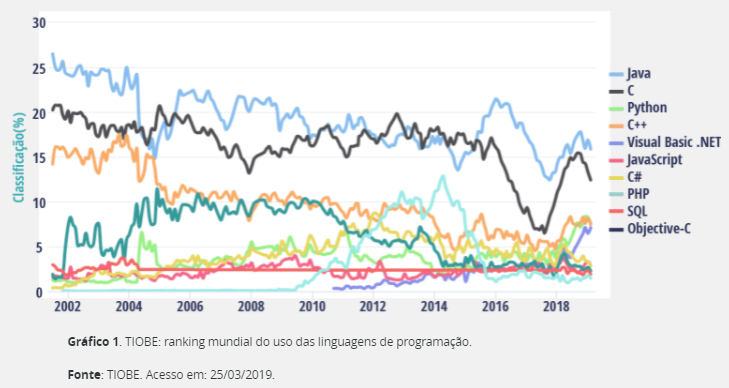 30
25
20
15
10
5
0
Classificação(%)
2002 2004 2006 2008 2010 2012 2014 2016 2018
Java
C
Python
C++
Visual Basic .NET
JavaScript
C#
PHP
SQL
Objective-C
Gráfico 1. TIOBE: ranking mundial do uso das linguagens de programação.
Fonte: TIOBE. Acesso em: 25/03/2019.